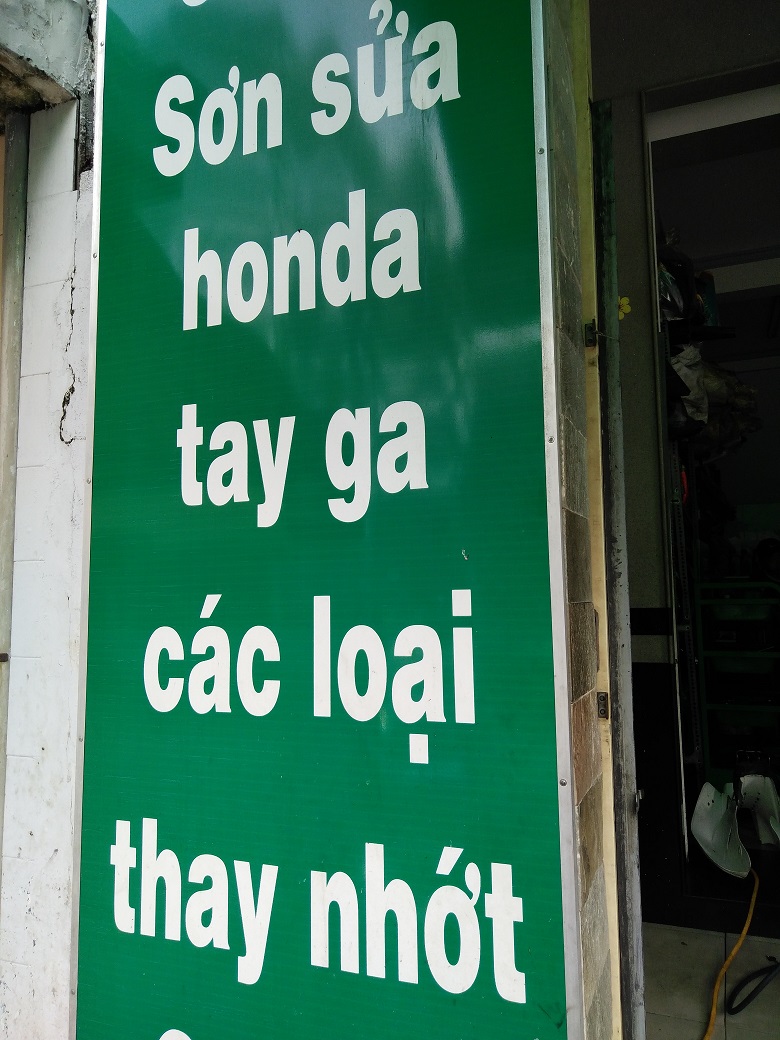 Sơn sửa
honda
tay ga
các loại
thay nhớt